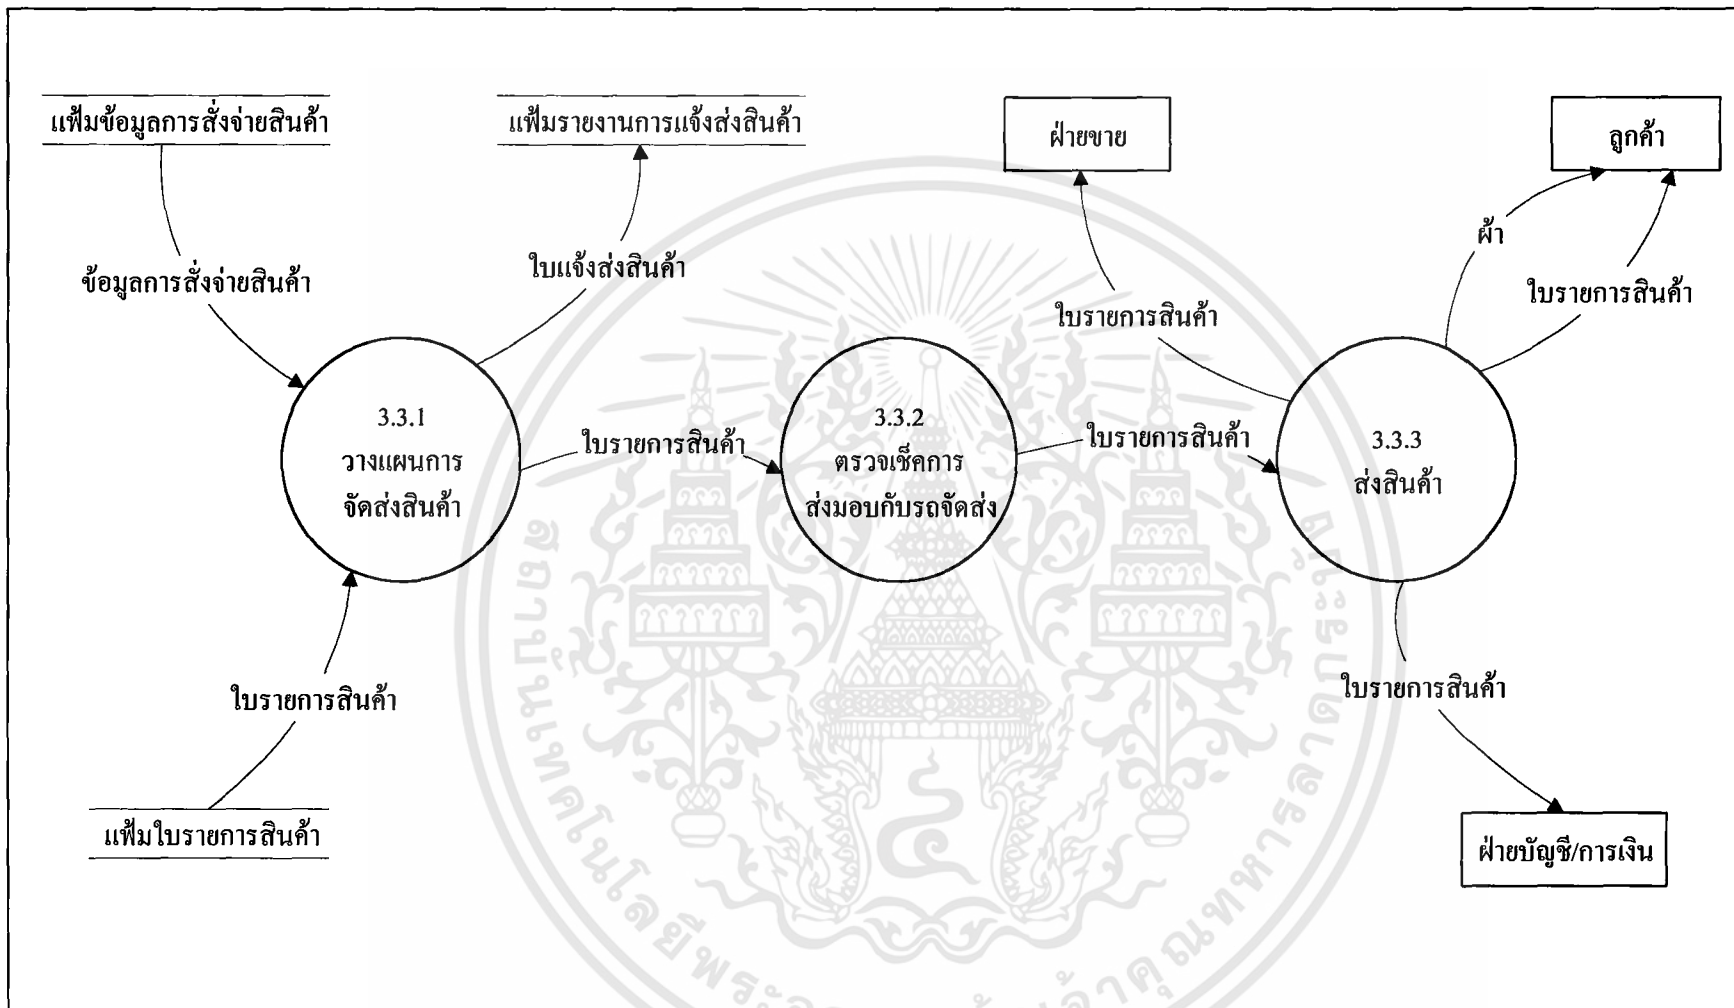 แฟ้มข้อมูลการสั่งจ่ายสินค้า
แฟ้มรายงานการแจ้งส่งสินค้า
ฝ่ายขาย
ลูกค้า
ผ้า
ใบแจ้งส่งสินค้า
ข้อมูลการสั่งจ่ายสินค้า
ใบรายการสินค้า
ใบรายการสินค้า
3.3.1
วางแผนการ
จัดส่งสินค้า
ใบรายการสินค้า
3.3.2
ตรวจเช็คการ
ส่งมอบกับรถจัดส่ง
ใบรายการสินค้า
3.3.3
ส่งสินค้า
ใบรายการสินค้า
ใบรายการสินค้า
แฟ้มใบรายการสินค้า
ฝ่ายบัญชี/การเงิน